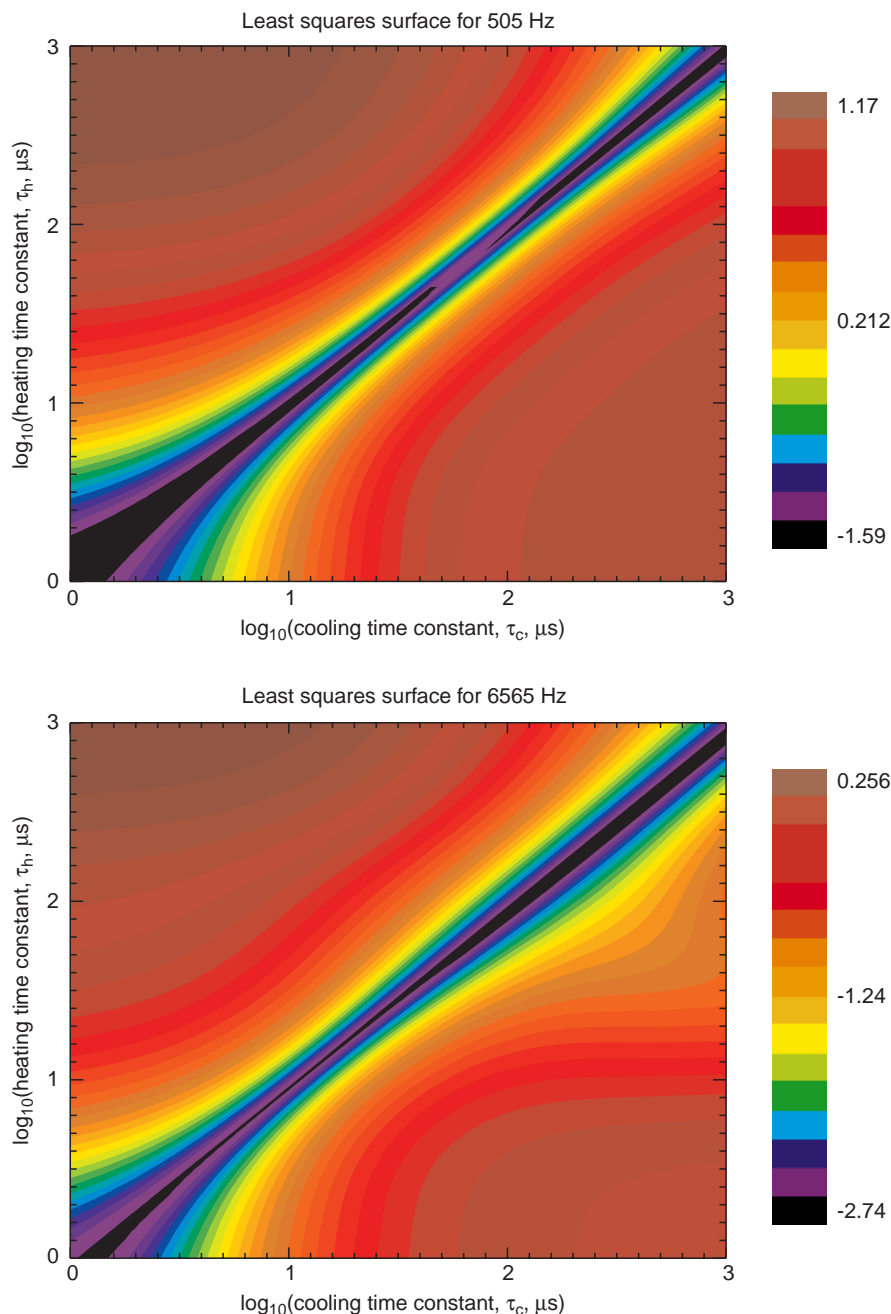 Least squares surface for 505 Hz
3
2
1
0
log10(heating time constant, τh, μs)
0 1 2 3
log10(cooling time constant, τc, μs)
1.17
0.212
-1.59
Least squares surface for 6565 Hz
3
2
1
0
log10(heating time constant, τh, μs)
0 1 2 3
log10(cooling time constant, τc, μs)
0.256
-1.24
-2.74